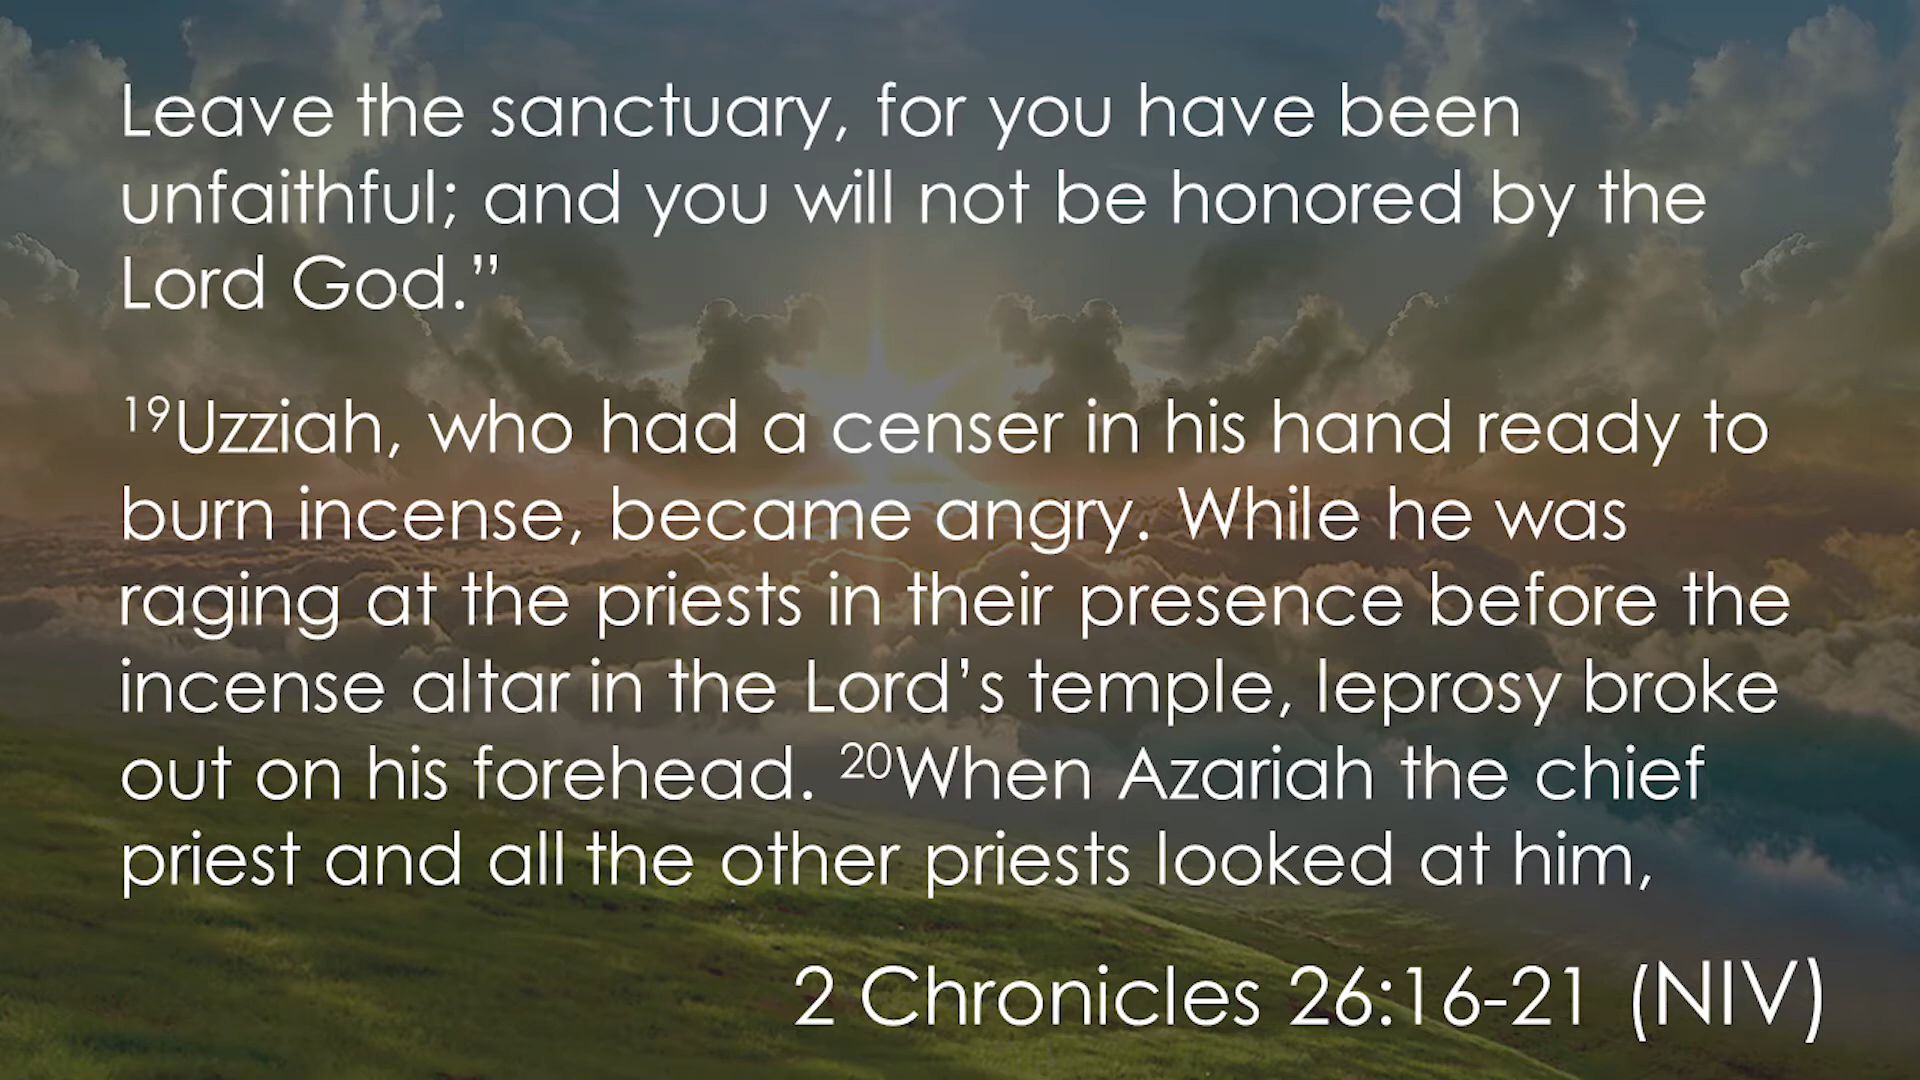 Leave the sanctuary, for you have been
unfaithful; and you will not be honored by the
Lord God.”
¹⁹Uzziah, who had a censer in his hand ready to
burn incense, became angry. While he was
raging at the priests in their presence before the
incense altar in the Lord’s temple, leprosy broke
out on his forehead. ²⁰When Azariah the chief
priest and all the other priests looked at him,
2 Chronicles 26:16-21 (NIV)